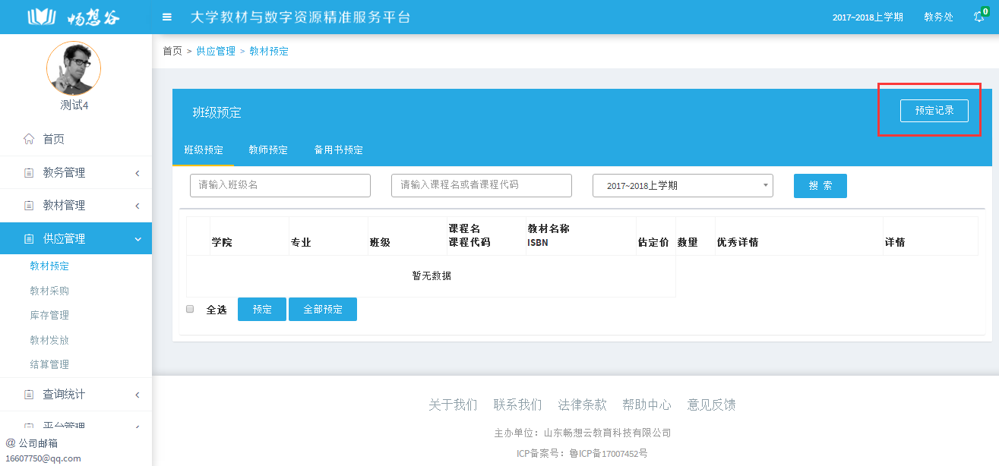 畅想谷
大学教材与数字资源精准服务平台
2017~2018上学期
教务处
0
测试4
首页
教务管理
教材管理
供应管理
教材预定
教材采购
库存管理
教材发放
结算管理
查询统计
平台管理
@ 公司邮箱
16607750@qq.com
首页 > 供应管理 > 教材预定
班级预定
预定记录
班级预定
教师预定
备用书预定
请输入班级名
请输入课程名或者课程代码
2017~2018上学期
搜 索
学院
专业
班级
课程名
课程代码
教材名称
ISBN
估定价
数量
优秀详情
详情
暂无数据
全选
预定
全部预定
关于我们 联系我们 法律条款 帮助中心 意见反馈
主办单位：山东畅想云教育科技有限公司
ICP备案号：鲁ICP备17007452号